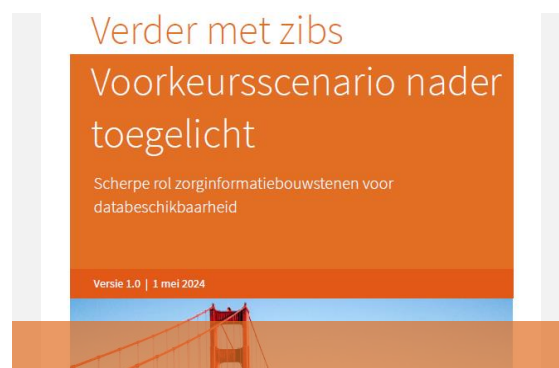 Verder met zibs
Voorkeursscenario nader
toegelicht
Scherpe rol zorginformatiebouwstenen voor
databeschikbaarheid
Versie 1.0 | 1 mei 2024